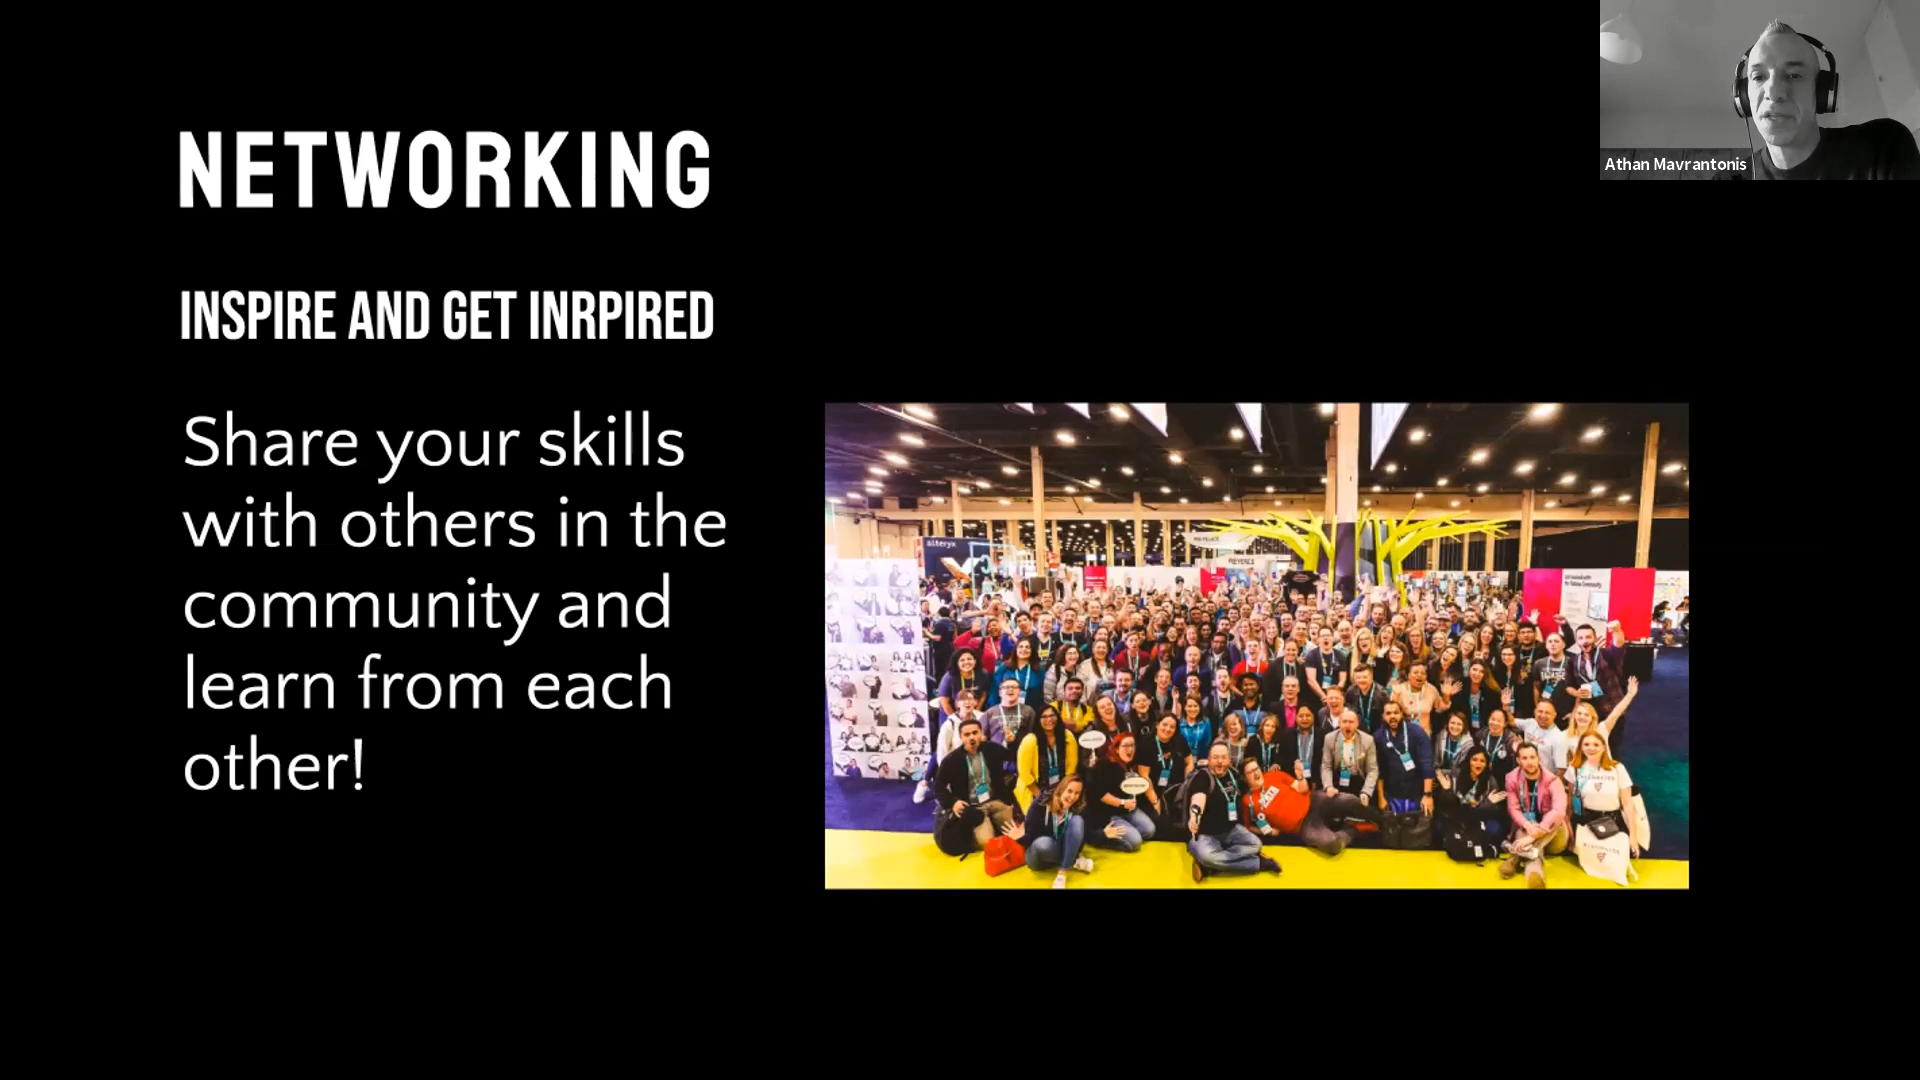 NETWORKING
INSPIRE AND GET INRPIRED
Share your skills
with others in the
community and
learn from each
other!
Athan Mavrantonis
alteryx